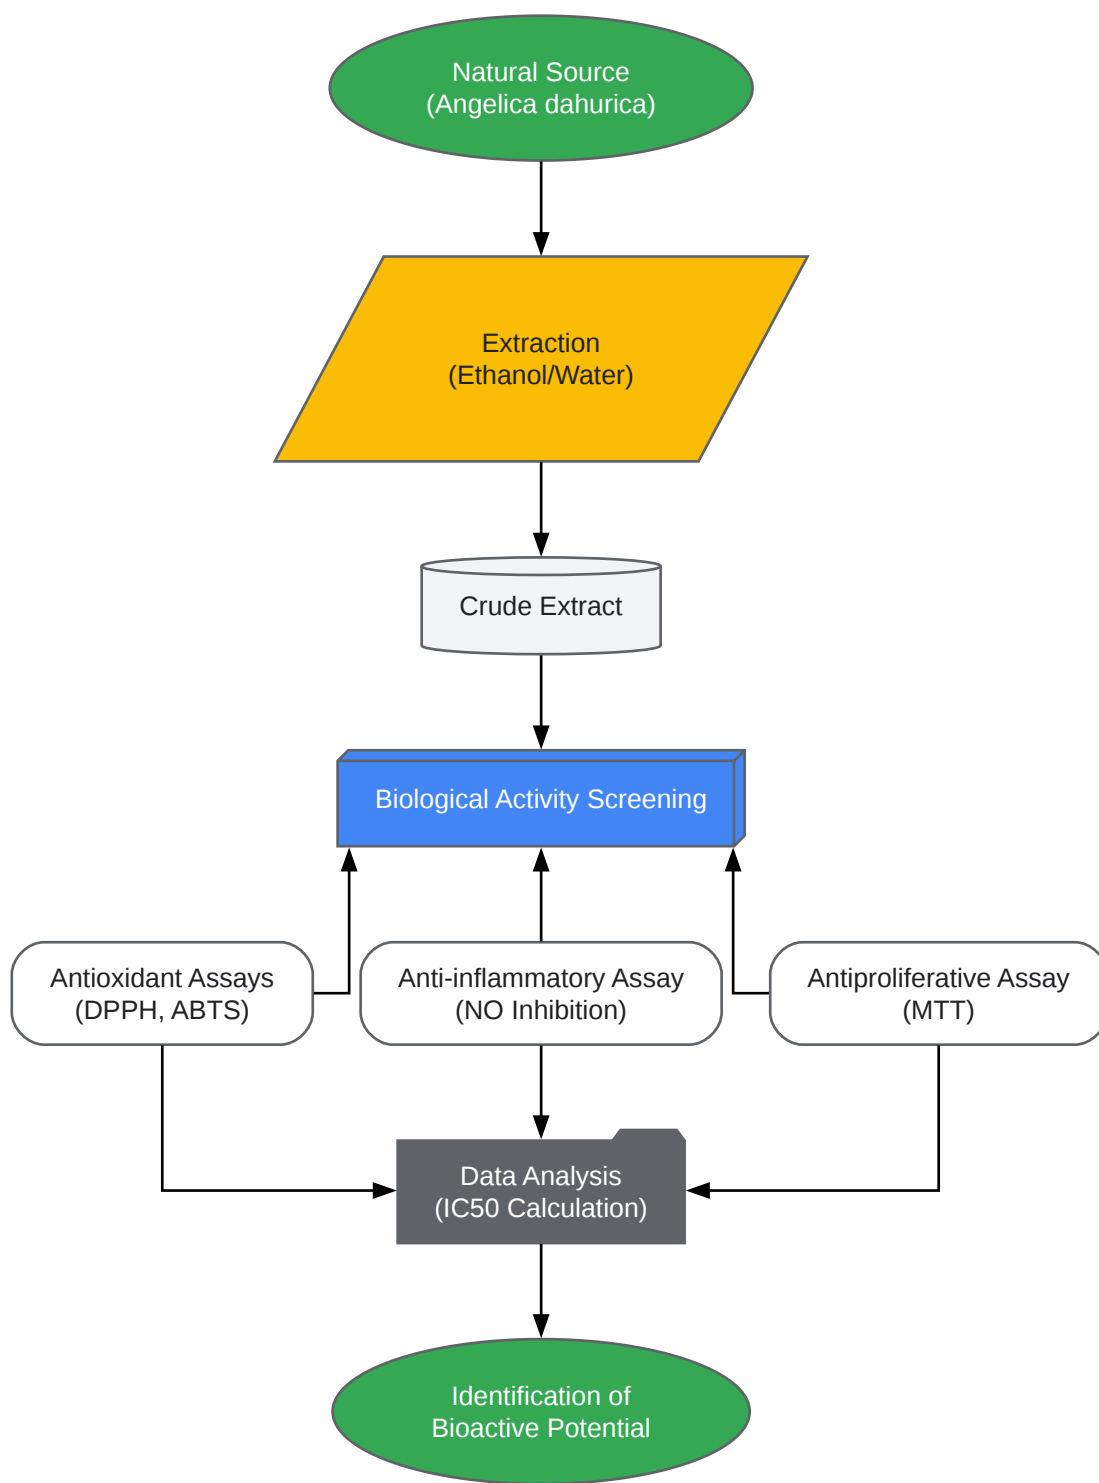 Natural Source
(Angelica dahurica)
Extraction
(Ethanol/Water)
Crude Extract
Biological Activity Screening
Antioxidant Assays
(DPPH, ABTS)
Anti-inflammatory Assay
(NO Inhibition)
Antiproliferative Assay
(MTT)
Data Analysis
(IC50 Calculation)
Identification of
Bioactive Potential